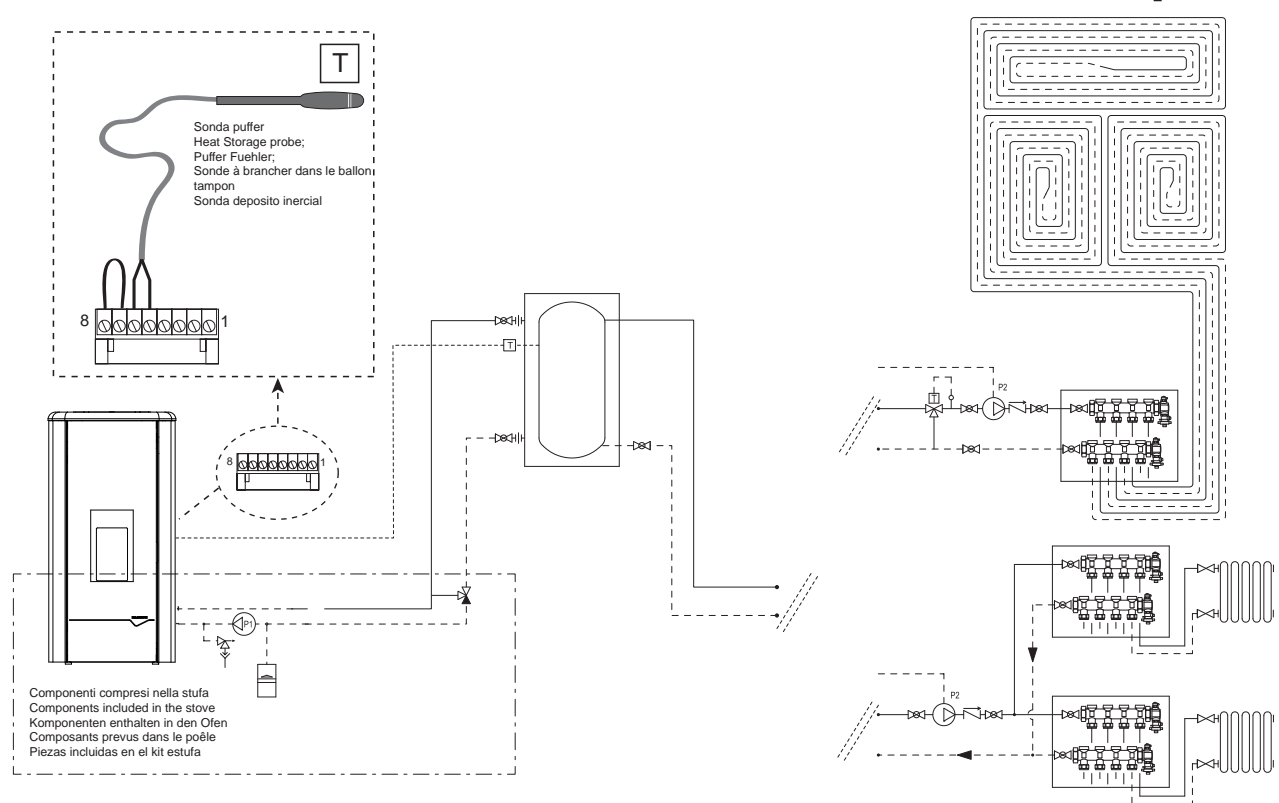 T
Sonda puffer
Heat Storage probe;
Puffer Fuehler;
Sonde à brancher dans le ballon
tampon
Sonda deposito inercial
8
1
T
8
1
P1
Componenti compresi nella stufa
Components included in the stove
Komponenten enthalten in den Ofen
Composants prevus dans le poêle
Piezas incluidas en el kit estufa
T
P2
P2